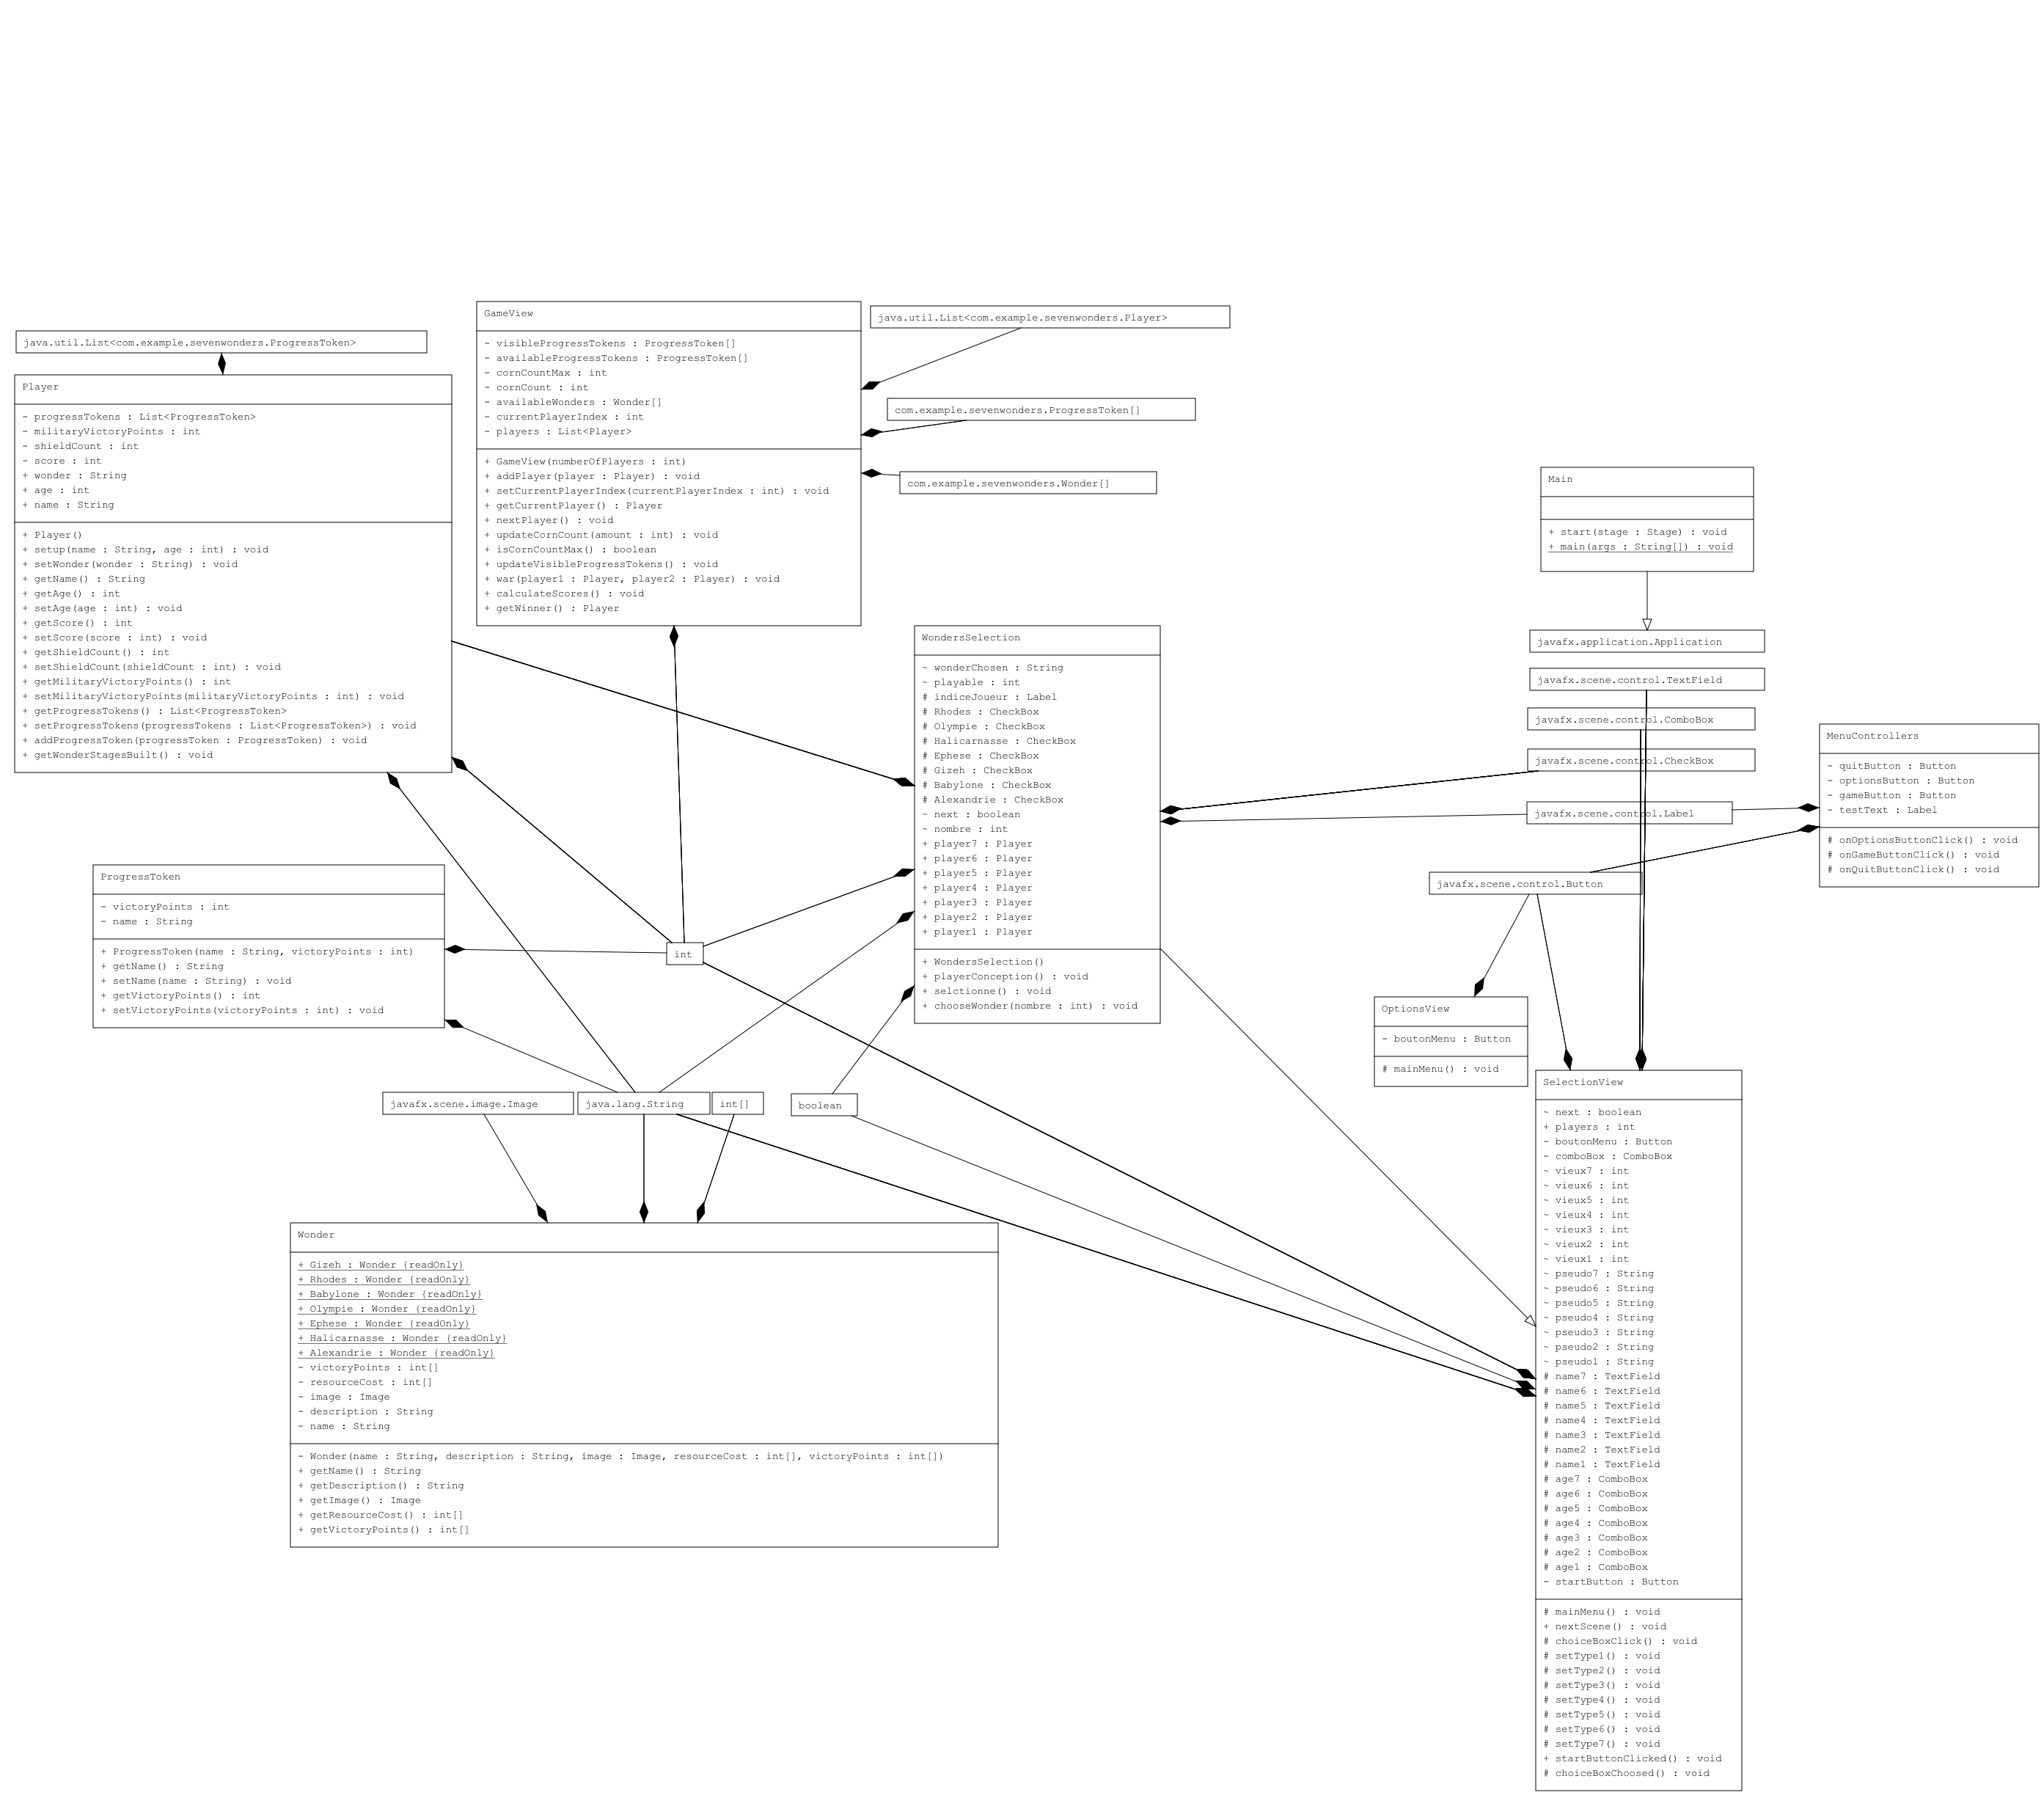 java.util.List<com.example.sevenwonders.ProgressToken>
Player
- progressTokens : List<ProgressToken>
- militaryVictoryPoints : int
- shieldCount : int
- score : int
+ wonder : String
+ age : int
+ name : String
+ Player()
+ setup(name : String, age : int) : void
+ setWonder(wonder : String) : void
+ getName() : String
+ getAge() : int
+ setAge(age : int) : void
+ getScore() : int
+ setScore(score : int) : void
+ getShieldCount() : int
+ setShieldCount(shieldCount : int) : void
+ getMilitaryVictoryPoints() : int
+ setMilitaryVictoryPoints(militaryVictoryPoints : int) : void
+ getProgressTokens() : List<ProgressToken>
+ setProgressTokens(progressTokens : List<ProgressToken>) : void
+ addProgressToken(progressToken : ProgressToken) : void
+ getWonderStagesBuilt() : void
GameView
- visibleProgressTokens : ProgressToken[]
- availableProgressTokens : ProgressToken[]
- cornCountMax : int
- cornCount : int
- availableWonders : Wonder[]
- currentPlayerIndex : int
- players : List<Player>
+ GameView(numberOfPlayers : int)
+ addPlayer(player : Player) : void
+ setCurrentPlayerIndex(currentPlayerIndex : int) : void
+ getCurrentPlayer() : Player
+ nextPlayer() : void
+ updateCornCount(amount : int) : void
+ isCornCountMax() : boolean
+ updateVisibleProgressTokens() : void
+ war(player1 : Player, player2 : Player) : void
+ calculateScores() : void
+ getWinner() : Player
java.util.List<com.example.sevenwonders.Player>
com.example.sevenwonders.ProgressToken[]
com.example.sevenwonders.Wonder[]
Main
+ start(stage : Stage) : void
+ main(args : String[]) : void
javafx.application.Application
javafx.scene.control.TextField
javafx.scene.control.ComboBox
javafx.scene.control.CheckBox
javafx.scene.control.Label
javafx.scene.control.Button
MenuControllers
- quitButton : Button
- optionsButton : Button
- gameButton : Button
- testText : Label
# onOptionsButtonClick() : void
# onGameButtonClick() : void
# onQuitButtonClick() : void
WondersSelection
~ wonderChosen : String
~ playable : int
# indiceJoueur : Label
# Rhodes : CheckBox
# Olympie : CheckBox
# Halicarnasse : CheckBox
# Ephese : CheckBox
# Gizeh : CheckBox
# Babylone : CheckBox
# Alexandrie : CheckBox
~ next : boolean
~ nombre : int
+ player7 : Player
+ player6 : Player
+ player5 : Player
+ player4 : Player
+ player3 : Player
+ player2 : Player
+ player1 : Player
+ WondersSelection()
+ playerConception() : void
+ selctionne() : void
+ chooseWonder(nombre : int) : void
ProgressToken
- victoryPoints : int
- name : String
+ ProgressToken(name : String, victoryPoints : int)
+ getName() : String
+ setName(name : String) : void
+ getVictoryPoints() : int
+ setVictoryPoints(victoryPoints : int) : void
int
OptionsView
- boutonMenu : Button
# mainMenu() : void
javafx.scene.image.Image
java.lang.String
int[]
boolean
Wonder
+ Gizeh : Wonder {readOnly}
+ Rhodes : Wonder {readOnly}
+ Babylone : Wonder {readOnly}
+ Olympie : Wonder {readOnly}
+ Ephese : Wonder {readOnly}
+ Halicarnasse : Wonder {readOnly}
+ Alexandrie : Wonder {readOnly}
- victoryPoints : int[]
- resourceCost : int[]
- image : Image
- description : String
- name : String
- Wonder(name : String, description : String, image : Image, resourceCost : int[], victoryPoints : int[])
+ getName() : String
+ getDescription() : String
+ getImage() : Image
+ getResourceCost() : int[]
+ getVictoryPoints() : int[]
SelectionView
~ next : boolean
+ players : int
- boutonMenu : Button
- comboBox : ComboBox
~ vieux7 : int
~ vieux6 : int
~ vieux5 : int
~ vieux4 : int
~ vieux3 : int
~ vieux2 : int
~ vieux1 : int
~ pseudo7 : String
~ pseudo6 : String
~ pseudo5 : String
~ pseudo4 : String
~ pseudo3 : String
~ pseudo2 : String
~ pseudo1 : String
# name7 : TextField
# name6 : TextField
# name5 : TextField
# name4 : TextField
# name3 : TextField
# name2 : TextField
# name1 : TextField
# age7 : ComboBox
# age6 : ComboBox
# age5 : ComboBox
# age4 : ComboBox
# age3 : ComboBox
# age2 : ComboBox
# age1 : ComboBox
- startButton : Button
# mainMenu() : void
+ nextScene() : void
# choiceBoxClick() : void
# setType1() : void
# setType2() : void
# setType3() : void
# setType4() : void
# setType5() : void
# setType6() : void
# setType7() : void
+ startButtonClicked() : void
# choiceBoxChoosed() : void